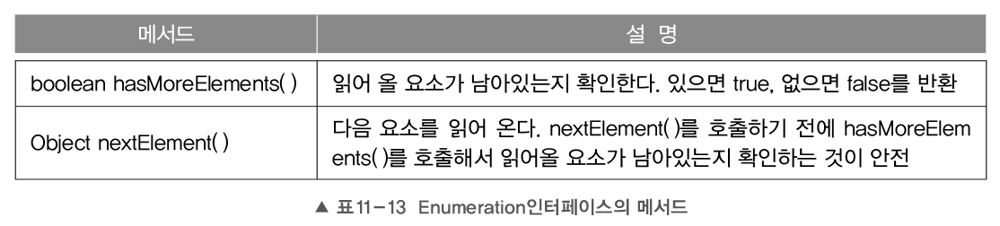 메서드 설 명
boolean hasMoreElements( ) 읽어 올 요소가 남아있는지 확인한다. 있으면 true, 없으면 false를 반환
Object nextElement( ) 다음 요소를 읽어 온다. nextElement( )를 호출하기 전에 hasMoreElem
ents( )를 호출해서 읽어올 요소가 남아있는지 확인하는 것이 안전
▲ 표11-13 Enumeration인터페이스의 메서드